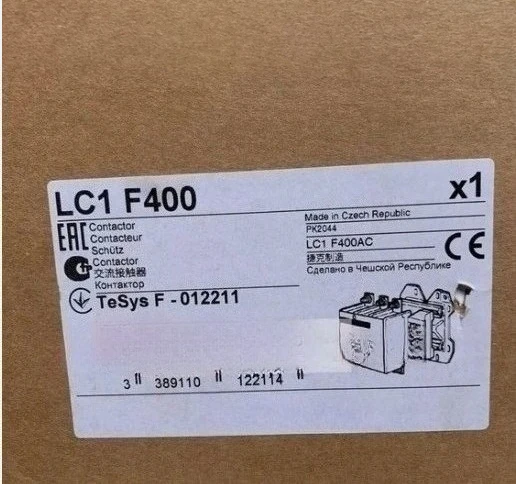 LC1 F400
x1
EAC
Contactor
Contacteur
Schütz
Contactor
交流接触器
Контактор
TeSys F - 012211
Made in Czech Republic
PK2044
LC1 F400AC
捷克制造
Сделано в Чешской Республике
CE
3 389110 122114